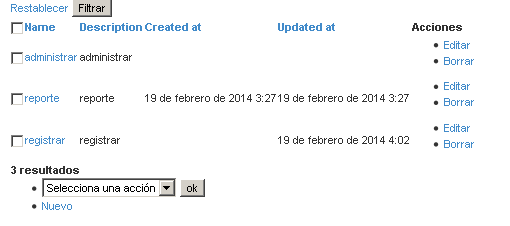 Restablecer Filtrar
Name Description Created at Updated at Acciones
administrar administrar Editar
Borrar
reporte reporte 19 de febrero de 2014 3:27 19 de febrero de 2014 3:27 Editar
Borrar
registrar registrar 19 de febrero de 2014 4:02 Editar
Borrar
3 resultados
Selecciona una acción ok
Nuevo